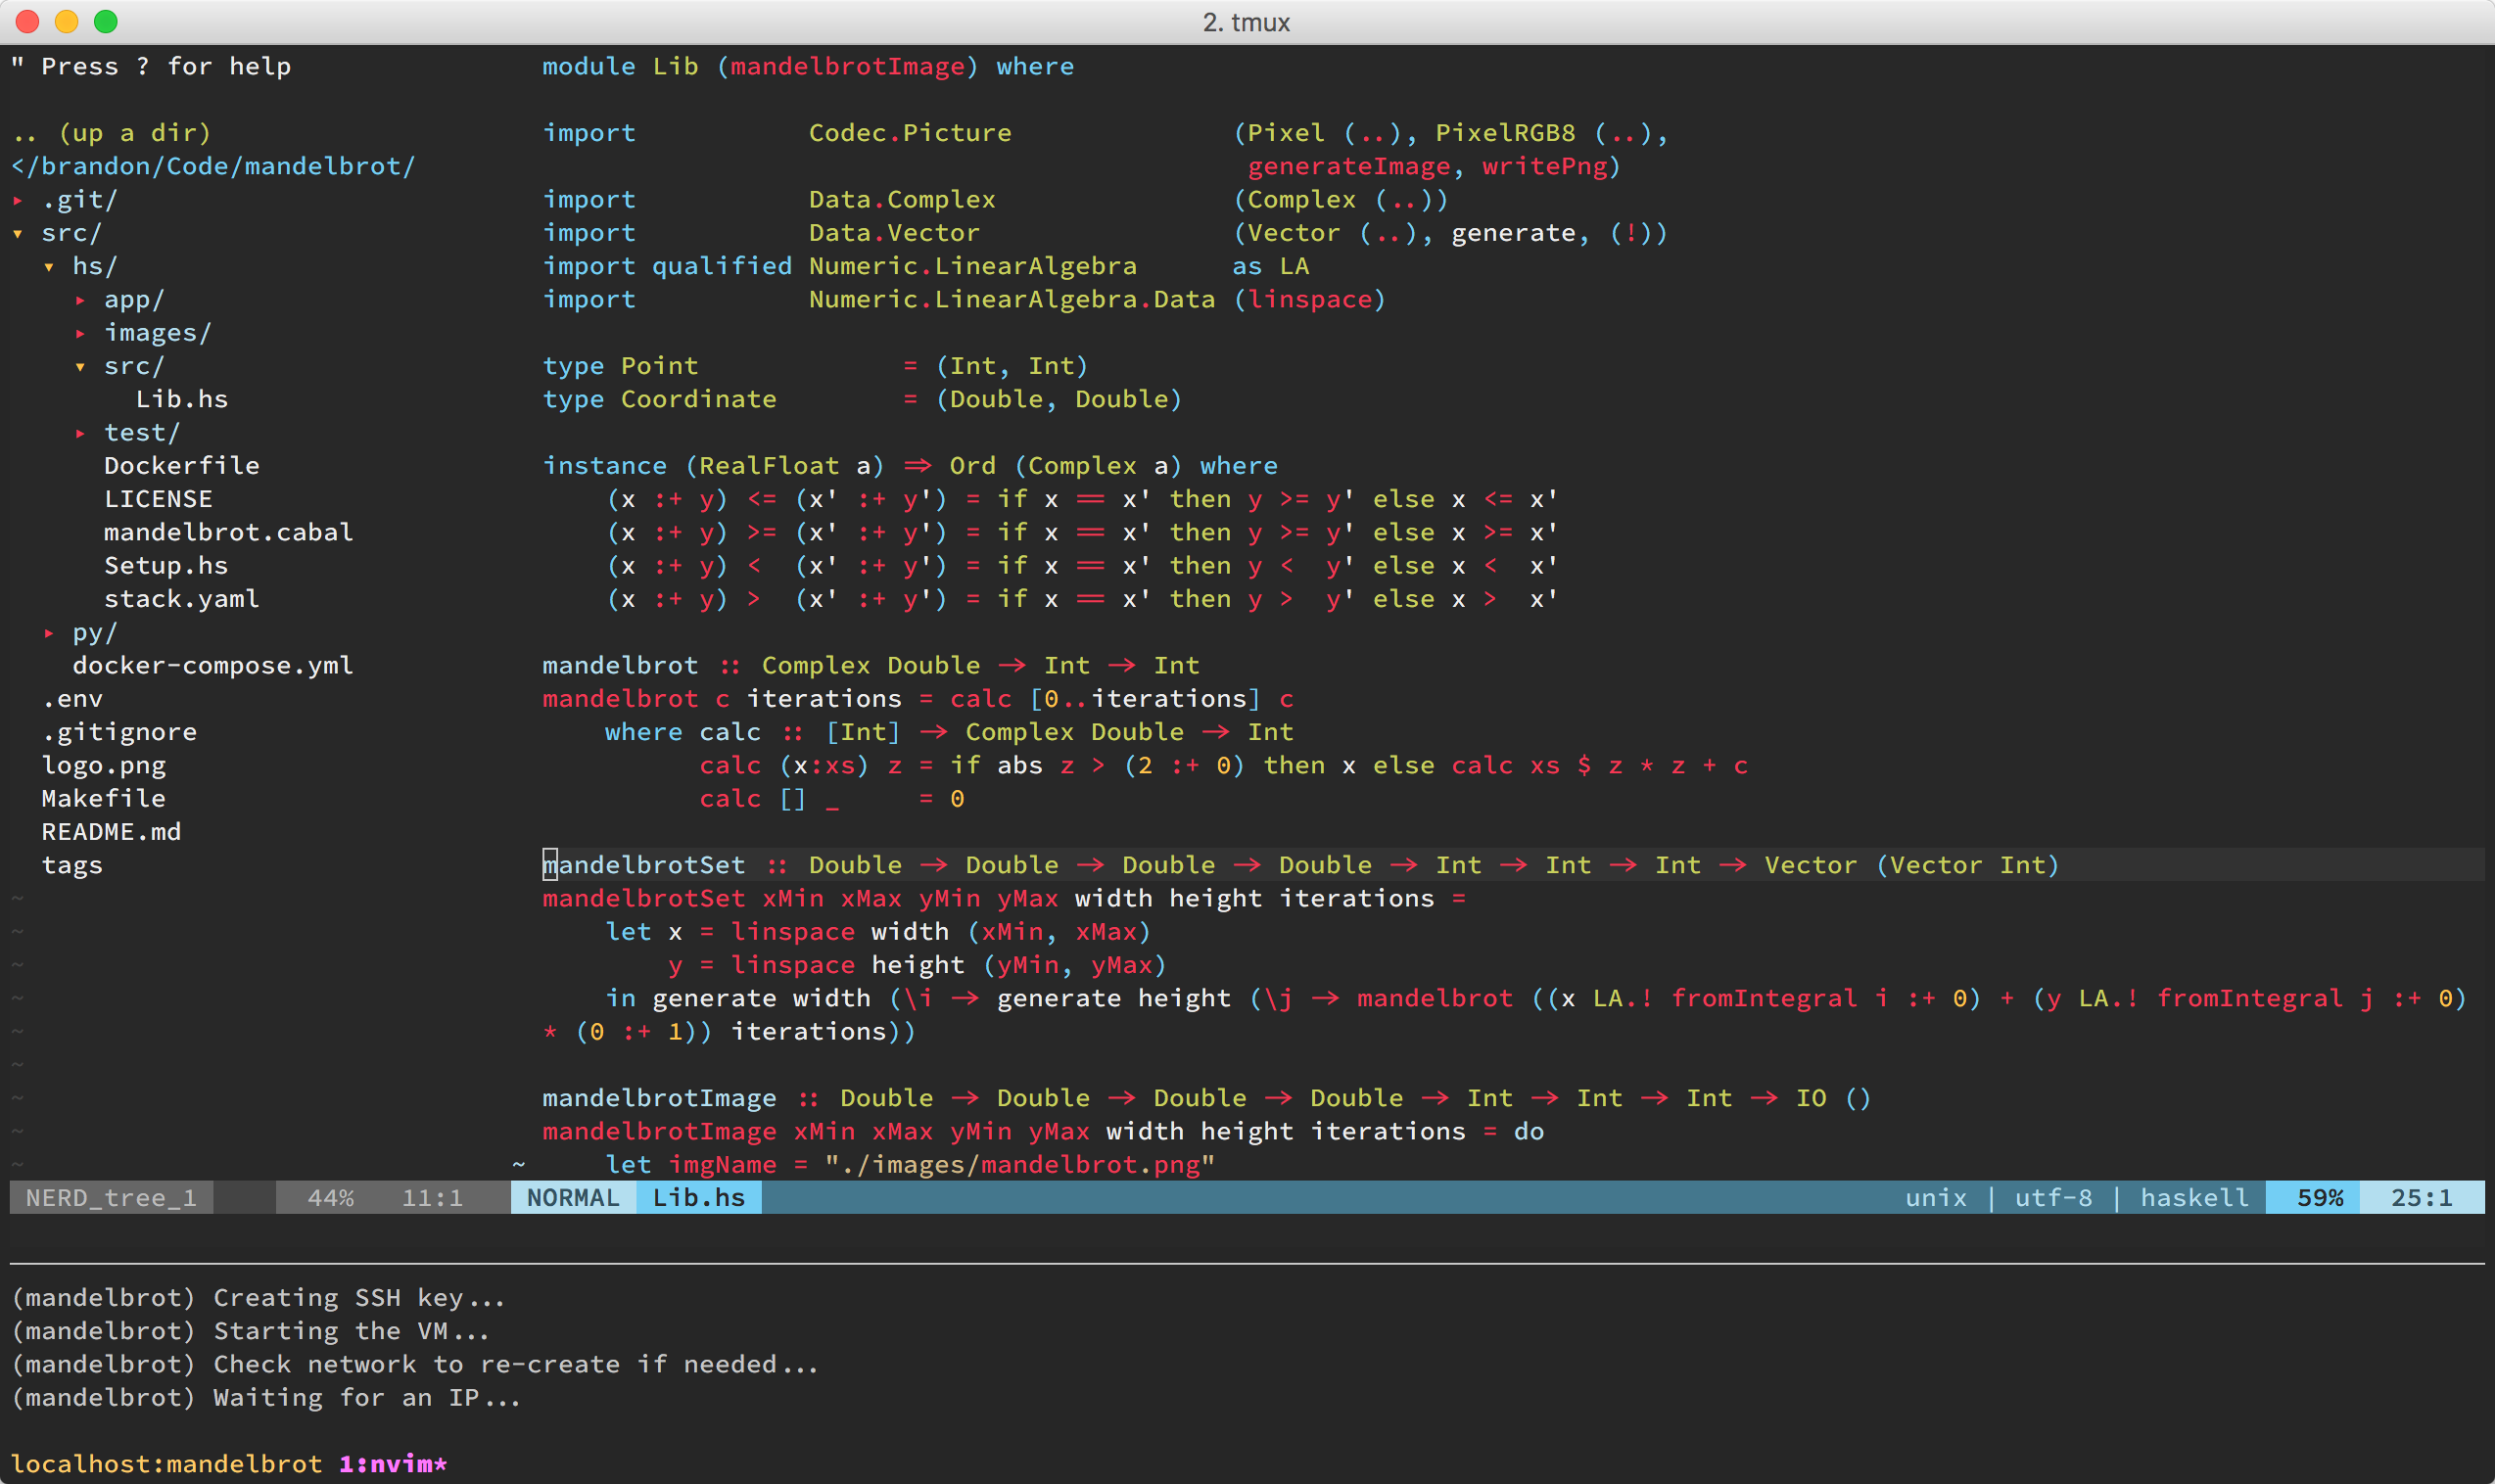 2. tmux
" Press ? for help
.. (up a dir)
</brandon/Code/mandelbrot/
▸ .git/
▾ src/
▾ hs/
▸ app/
▸ images/
▾ src/
Lib.hs
▸ test/
Dockerfile
LICENSE
mandelbrot.cabal
Setup.hs
stack.yaml
▸ py/
docker-compose.yml
.env
.gitignore
logo.png
Makefile
README.md
tags
~
~
~
~
~
~
~
~
~
NERD_tree_1 44% 11:1
module Lib (mandelbrotImage) where
import Codec.Picture (Pixel (..), PixelRGB8 (..),
generateImage, writePng)
import Data.Complex (Complex (..))
import Data.Vector (Vector (..), generate, (!))
import qualified Numeric.LinearAlgebra as LA
import Numeric.LinearAlgebra.Data (linspace)
type Point = (Int, Int)
type Coordinate = (Double, Double)
instance (RealFloat a) => Ord (Complex a) where
(x :+ y) <= (x' :+ y') = if x == x' then y >= y' else x <= x'
(x :+ y) >= (x' :+ y') = if x == x' then y >= y' else x >= x'
(x :+ y) < (x' :+ y') = if x == x' then y < y' else x < x'
(x :+ y) > (x' :+ y') = if x == x' then y > y' else x > x'
mandelbrot :: Complex Double -> Int -> Int
mandelbrot c iterations = calc [0..iterations] c
where calc :: [Int] -> Complex Double -> Int
calc (x:xs) z = if abs z > (2 :+ 0) then x else calc xs $ z * z + c
calc [] _ = 0
mandelbrotSet :: Double -> Double -> Double -> Double -> Int -> Int -> Int -> Vector (Vector Int)
mandelbrotSet xMin xMax yMin yMax width height iterations =
let x = linspace width (xMin, xMax)
y = linspace height (yMin, yMax)
in generate width (\i -> generate height (\j -> mandelbrot ((x LA.! fromIntegral i :+ 0) + (y LA.! fromIntegral j :+ 0)
* (0 :+ 1)) iterations))
mandelbrotImage :: Double -> Double -> Double -> Double -> Int -> Int -> Int -> IO ()
mandelbrotImage xMin xMax yMin yMax width height iterations = do
~ let imgName = "./images/mandelbrot.png"
NORMAL Lib.hs unix | utf-8 | haskell 59% 25:1
(mandelbrot) Creating SSH key...
(mandelbrot) Starting the VM...
(mandelbrot) Check network to re-create if needed...
(mandelbrot) Waiting for an IP...
localhost:mandelbrot 1:nvim*